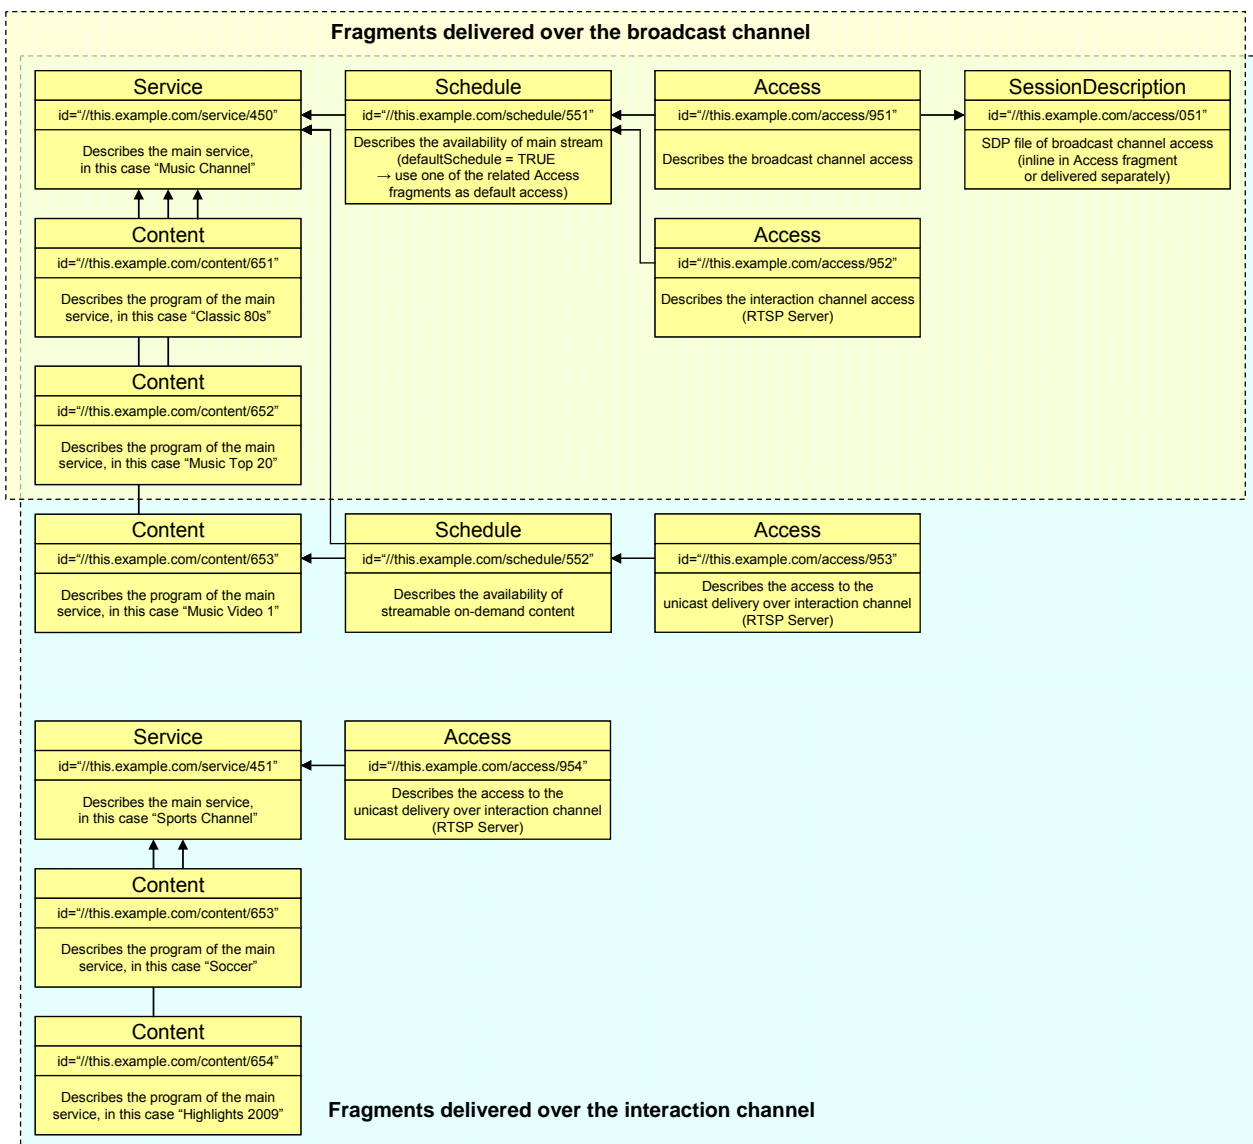 Fragments delivered over the broadcast channel
Service
id="//this.example.com/service/450"
Describes the main service,
in this case “Music Channel”
Schedule
id="//this.example.com/schedule/551"
Describes the availability of main stream
(defaultSchedule = TRUE
→ use one of the related Access
fragments as default access)
Access
id="//this.example.com/access/951"
Describes the broadcast channel access
SessionDescription
id="//this.example.com/access/051"
SDP file of broadcast channel access
(inline in Access fragment
or delivered separately)
Content
id="//this.example.com/content/651"
Describes the program of the main
service, in this case “Classic 80s”
Access
id="//this.example.com/access/952"
Describes the interaction channel access
(RTSP Server)
Content
id="//this.example.com/content/652"
Describes the program of the main
service, in this case “Music Top 20”
Content
id="//this.example.com/content/653"
Describes the program of the main
service, in this case “Music Video 1”
Schedule
id="//this.example.com/schedule/552"
Describes the availability of
streamable on-demand content
Access
id="//this.example.com/access/953"
Describes the access to the
unicast delivery over interaction channel
(RTSP Server)
Service
id="//this.example.com/service/451"
Describes the main service,
in this case “Sports Channel”
Access
id="//this.example.com/access/954"
Describes the access to the
unicast delivery over interaction channel
(RTSP Server)
Content
id="//this.example.com/content/653"
Describes the program of the main
service, in this case “Soccer”
Content
id="//this.example.com/content/654"
Describes the program of the main
service, in this case “Highlights 2009”
Fragments delivered over the interaction channel